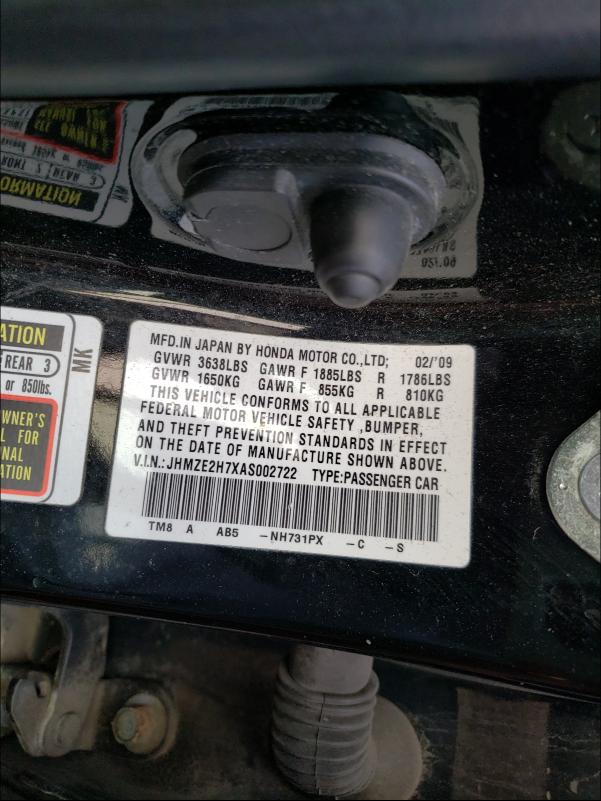 MFD.IN JAPAN BY HONDA MOTOR CO.,LTD; 02/'09
GVWR 3638LBS GAWR F 1885LBS R 1786LBS
GVWR 1650KG GAWR F 855KG R 810KG
THIS VEHICLE CONFORMS TO ALL APPLICABLE
FEDERAL MOTOR VEHICLE SAFETY ,BUMPER,
AND THEFT PREVENTION STANDARDS IN EFFECT
ON THE DATE OF MANUFACTURE SHOWN ABOVE.
V.I.N.:JHMZE2H7XAS002722 TYPE:PASSENGER CAR
TM8 A AB5 -NH731PX -C -S
ATION
REAR 3
or 850lbs.
OWNER'S
L FOR
ONAL
ATION
MK